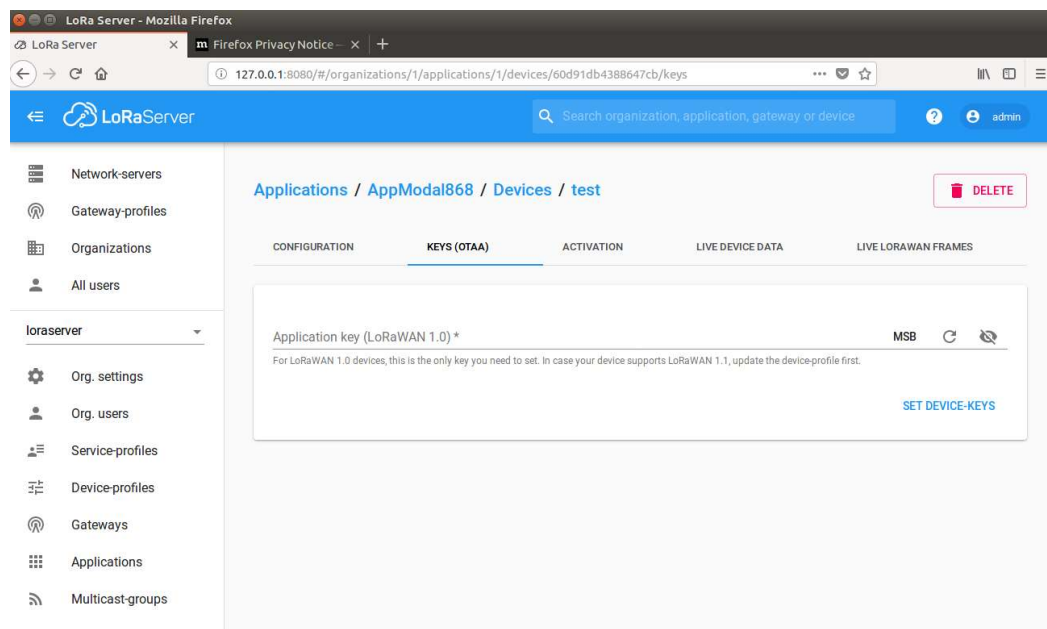 LoRa Server - Mozilla Firefox
LoRa Server × m Firefox Privacy Notice – × +
127.0.0.1:8080/#/organizations/1/applications/1/devices/60d91db4388647cb/keys
LoRaServer Search organization, application, gateway or device ? admin
Network-servers
Gateway-profiles
Organizations
All users
loraserver
Org. settings
Org. users
Service-profiles
Device-profiles
Gateways
Applications
Multicast-groups
Applications / AppModal868 / Devices / test
DELETE
CONFIGURATION KEYS (OTAA) ACTIVATION LIVE DEVICE DATA LIVE LORAWAN FRAMES
Application key (LoRaWAN 1.0) * MSB
For LoRaWAN 1.0 devices, this is the only key you need to set. In case your device supports LoRaWAN 1.1, update the device-profile first.
SET DEVICE-KEYS